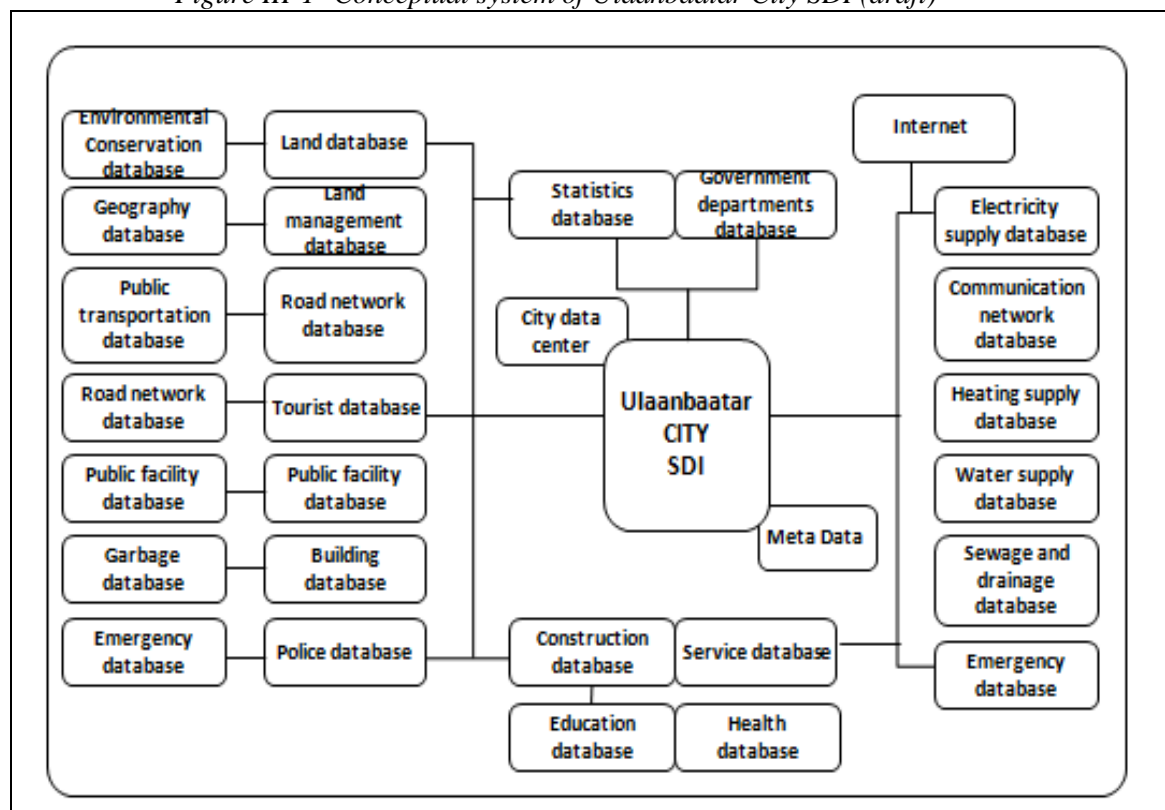 Figure III-1 Conceptual system of Ulaanbaatar City SDI (draft)
Environmental
Conservation
database
Land database
Geography
database
Land
management
database
Public
transportation
database
Road network
database
Road network
database
Tourist database
Public facility
database
Public facility
database
Garbage
database
Building
database
Emergency
database
Police database
Statistics
database
Government
departments
database
City data
center
Ulaanbaatar
CITY
SDI
Meta Data
Construction
database
Service database
Education
database
Health
database
Internet
Electricity
supply database
Communication
network
database
Heating supply
database
Water supply
database
Sewage and
drainage
database
Emergency
database